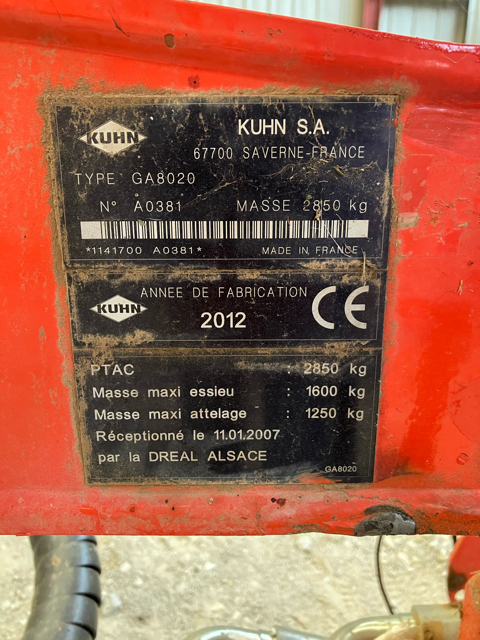 KUHN
KUHN S.A.
67700 SAVERNE-FRANCE
TYPE GA8020
N° A0381 MASSE 2850 kg
*1141700 A0381* MADE IN FRANCE
KUHN
ANNEE DE FABRICATION
2012
CE
PTAC : 2850 kg
Masse maxi essieu : 1600 kg
Masse maxi attelage : 1250 kg
Réceptionné le 11.01.2007
par la DREAL ALSACE
GA8020